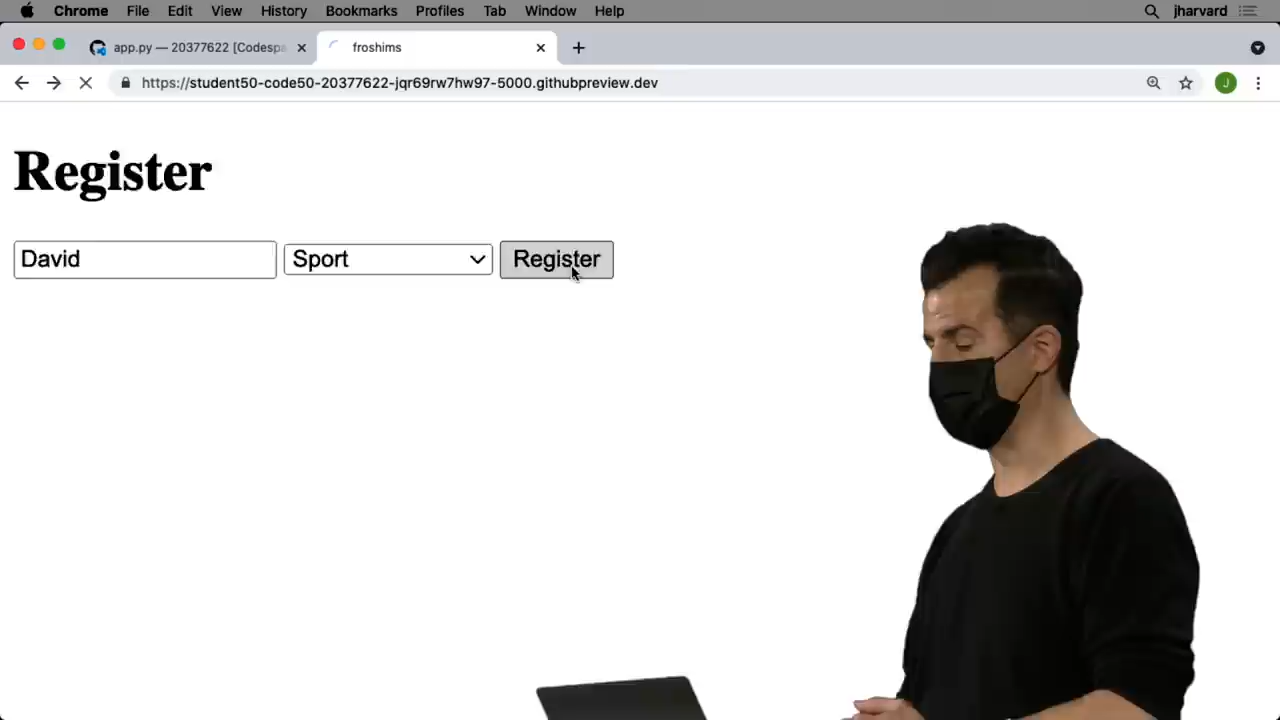 Chrome File Edit View History Bookmarks Profiles Tab Window Help jharvard
app.py — 20377622 [Codespa froshims
https://student50-code50-20377622-jqr69rw7hw97-5000.githubpreview.dev J
Register
David Sport Register